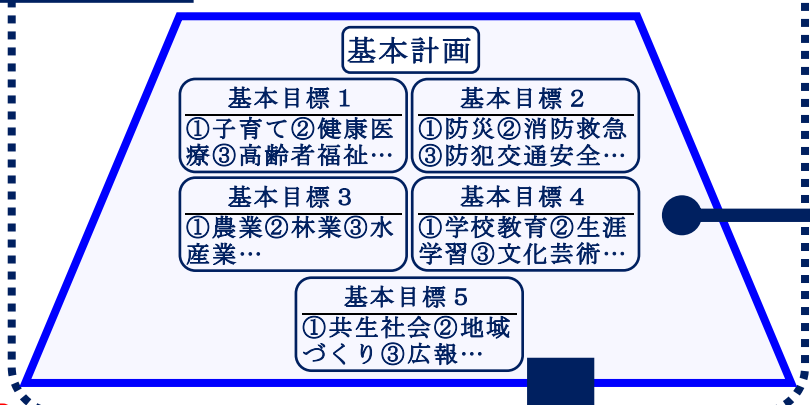 基本計画
基本目標１
①子育て②健康医
療③高齢者福祉…
基本目標２
①防災②消防救急
③防犯交通安全…
基本目標３
①農業②林業③水
産業…
基本目標４
①学校教育②生涯
学習③文化芸術…
基本目標５
①共生社会②地域
づくり③広報…